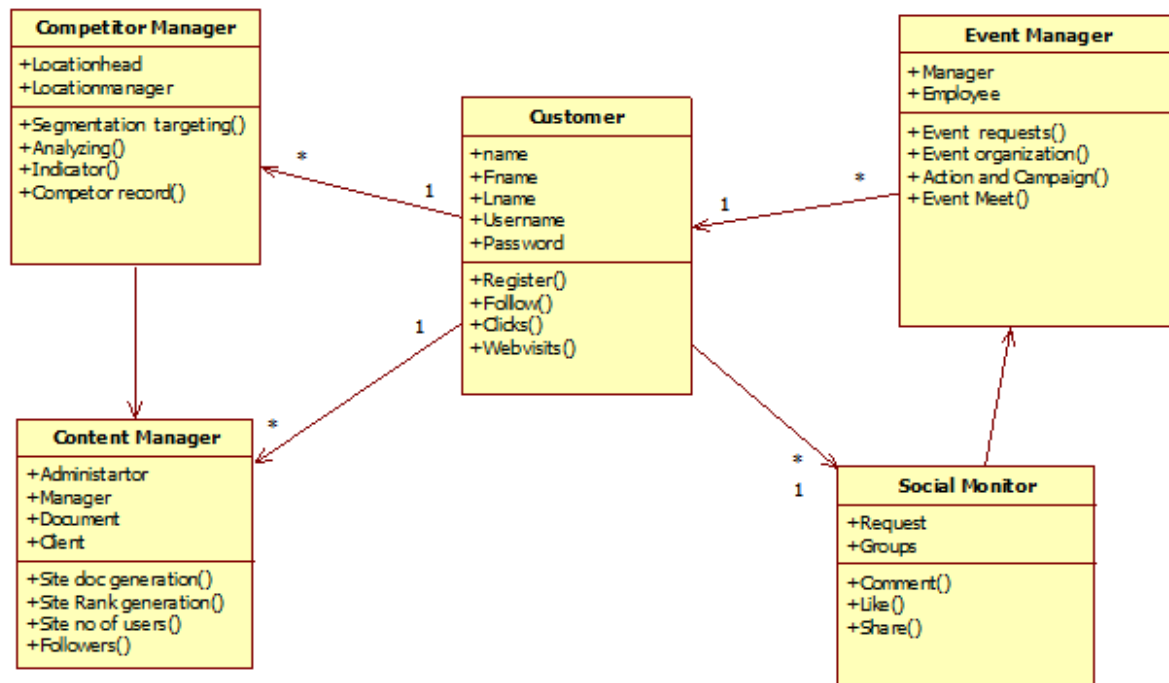 Competitor Manager
+Locationhead
+Locationmanager
+Segmentation targeting()
+Analyzing()
+Indicator()
+Competor record()
*
1
Customer
+name
+Fname
+Lname
+Username
+Password
+Register()
+Follow()
+Clicks()
+Webvisits()
Event Manager
+Manager
+Employee
+Event requests()
+Event organization()
+Action and Campaign()
+Event Meet()
*
1
1
*
Content Manager
+Administartor
+Manager
+Document
+Client
+Site doc generation()
+Site Rank generation()
+Site no of users()
+Followers()
*
1
Social Monitor
+Request
+Groups
+Comment()
+Like()
+Share()